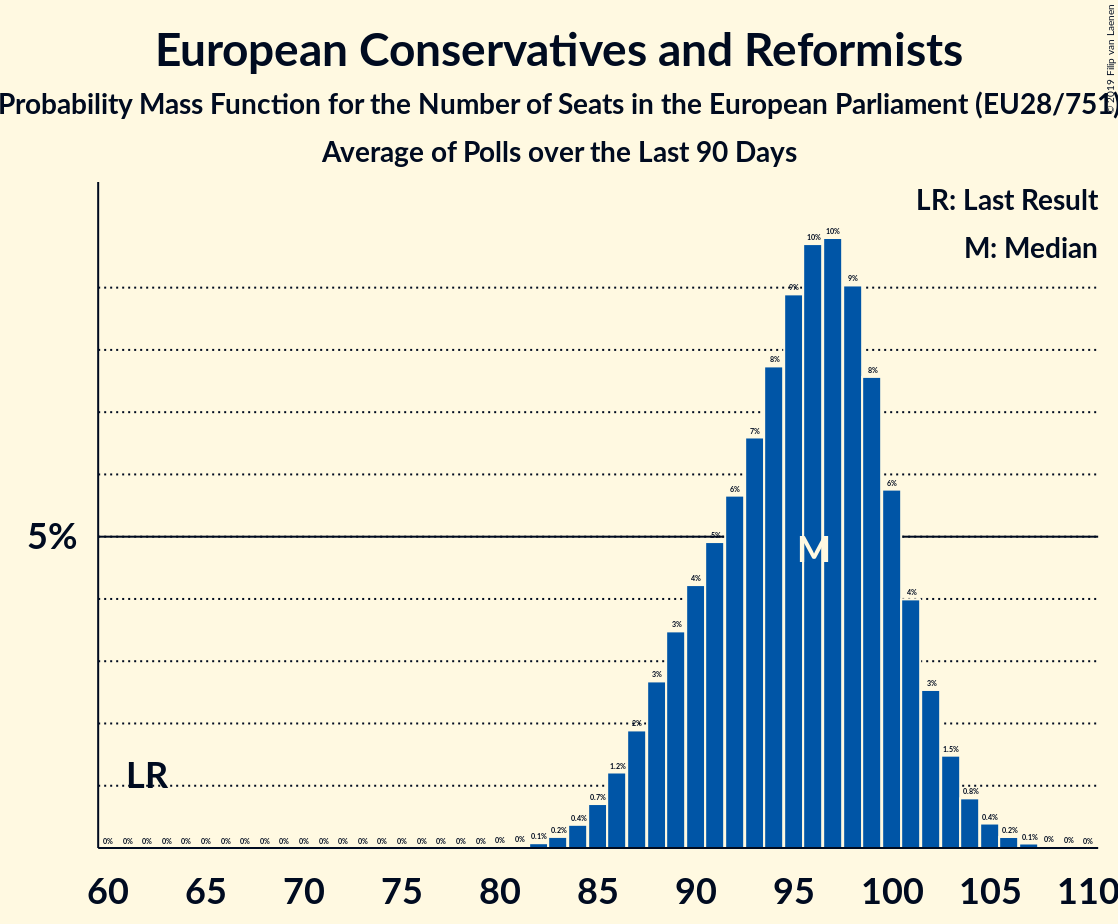 European Conservatives and Reformists
© 2019 Filip van Laenen
Probability Mass Function for the Number of Seats in the European Parliament (EU28/751)
Average of Polls over the Last 90 Days
LR: Last Result
M: Median
10% 10%
9% 9%
8% 8%
7%
6% 6%
5%
5%
M
4% 4%
3% 3% 3%
2%
1.2% 1.5%
LR
0.7% 0.8%
0.4% 0.4%
0% 0% 0% 0% 0% 0% 0% 0% 0% 0% 0% 0% 0% 0% 0% 0% 0% 0% 0% 0% 0% 0% 0.1% 0.2% 0.2% 0.1% 0% 0% 0%
60 65 70 75 80 85 90 95 100 105 110